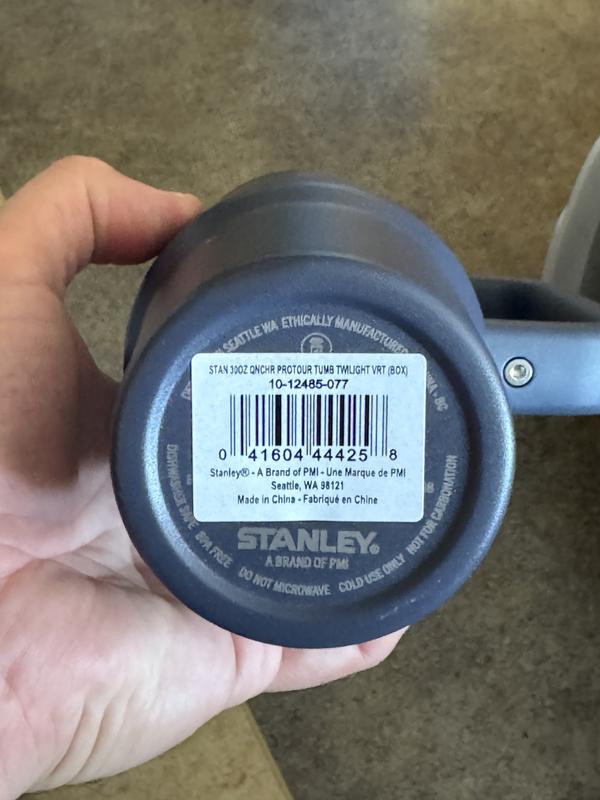 SEATTLE WA ETHICALLY MANUFACTURED
STAN 30OZ QNCHR PROTOUR TUMB TWILIGHT VRT (BOX)
10-12485-077
0 41604 44425 8
Stanley® - A Brand of PMI - Une Marque de PMI
Seattle, WA 98121
Made in China - Fabriqué en Chine
STANLEY®
A BRAND OF PMI
DISHWASHER SAFE BPA FREE DO NOT MICROWAVE COLD USE ONLY NOT FOR CARBONATION